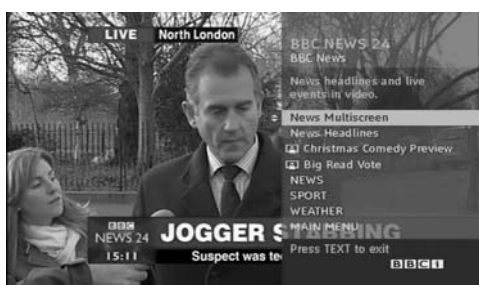 LIVE
North London
BBC NEWS 24
BBC News
News headlines and live
events in video.
News Multiscreen
News Headlines
Christmas Comedy Preview
Big Read Vote
NEWS
SPORT
WEATHER
MAIN MENU
Press TEXT to exit
BBC 1
BBC
NEWS 24
15:11
JOGGER STABBING
Suspect was